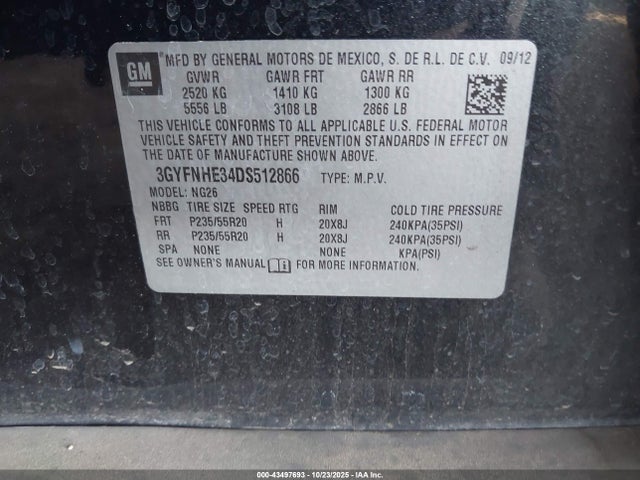 GM
MFD BY GENERAL MOTORS DE MEXICO, S. DE R.L. DE C.V. 09/12
GVWR GAWR FRT GAWR RR
2520 KG 1410 KG 1300 KG
5556 LB 3108 LB 2866 LB
THIS VEHICLE CONFORMS TO ALL APPLICABLE U.S. FEDERAL MOTOR
VEHICLE SAFETY AND THEFT PREVENTION STANDARDS IN EFFECT ON
THE DATE OF MANUFACTURE SHOWN ABOVE.
3GYFNHE34DS512866 TYPE: M.P.V.
MODEL: NG26
NBBG TIRE SIZE SPEED RTG RIM COLD TIRE PRESSURE
FRT P235/55R20 H 20X8J 240KPA(35PSI)
RR P235/55R20 H 20X8J 240KPA(35PSI)
SPA NONE NONE KPA(PSI)
SEE OWNER'S MANUAL FOR MORE INFORMATION.
000-43497693 - 10/23/2025 - IAA Inc.